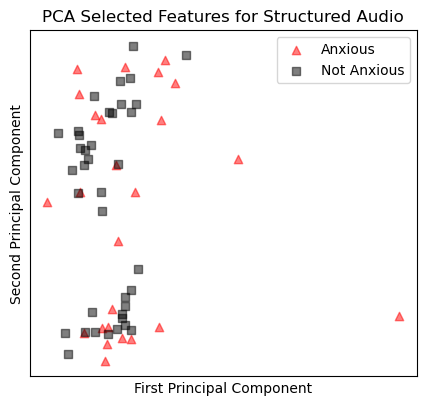 PCA Selected Features for Structured Audio
Anxious
Not Anxious
Second Principal Component
First Principal Component